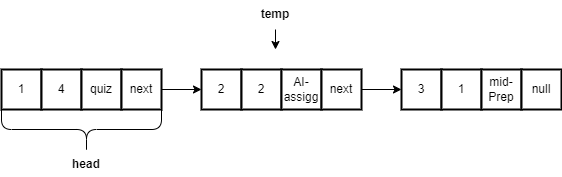 temp
1 4 quiz next
2 2 AI-
assigg next
3 1 mid-
Prep null
head